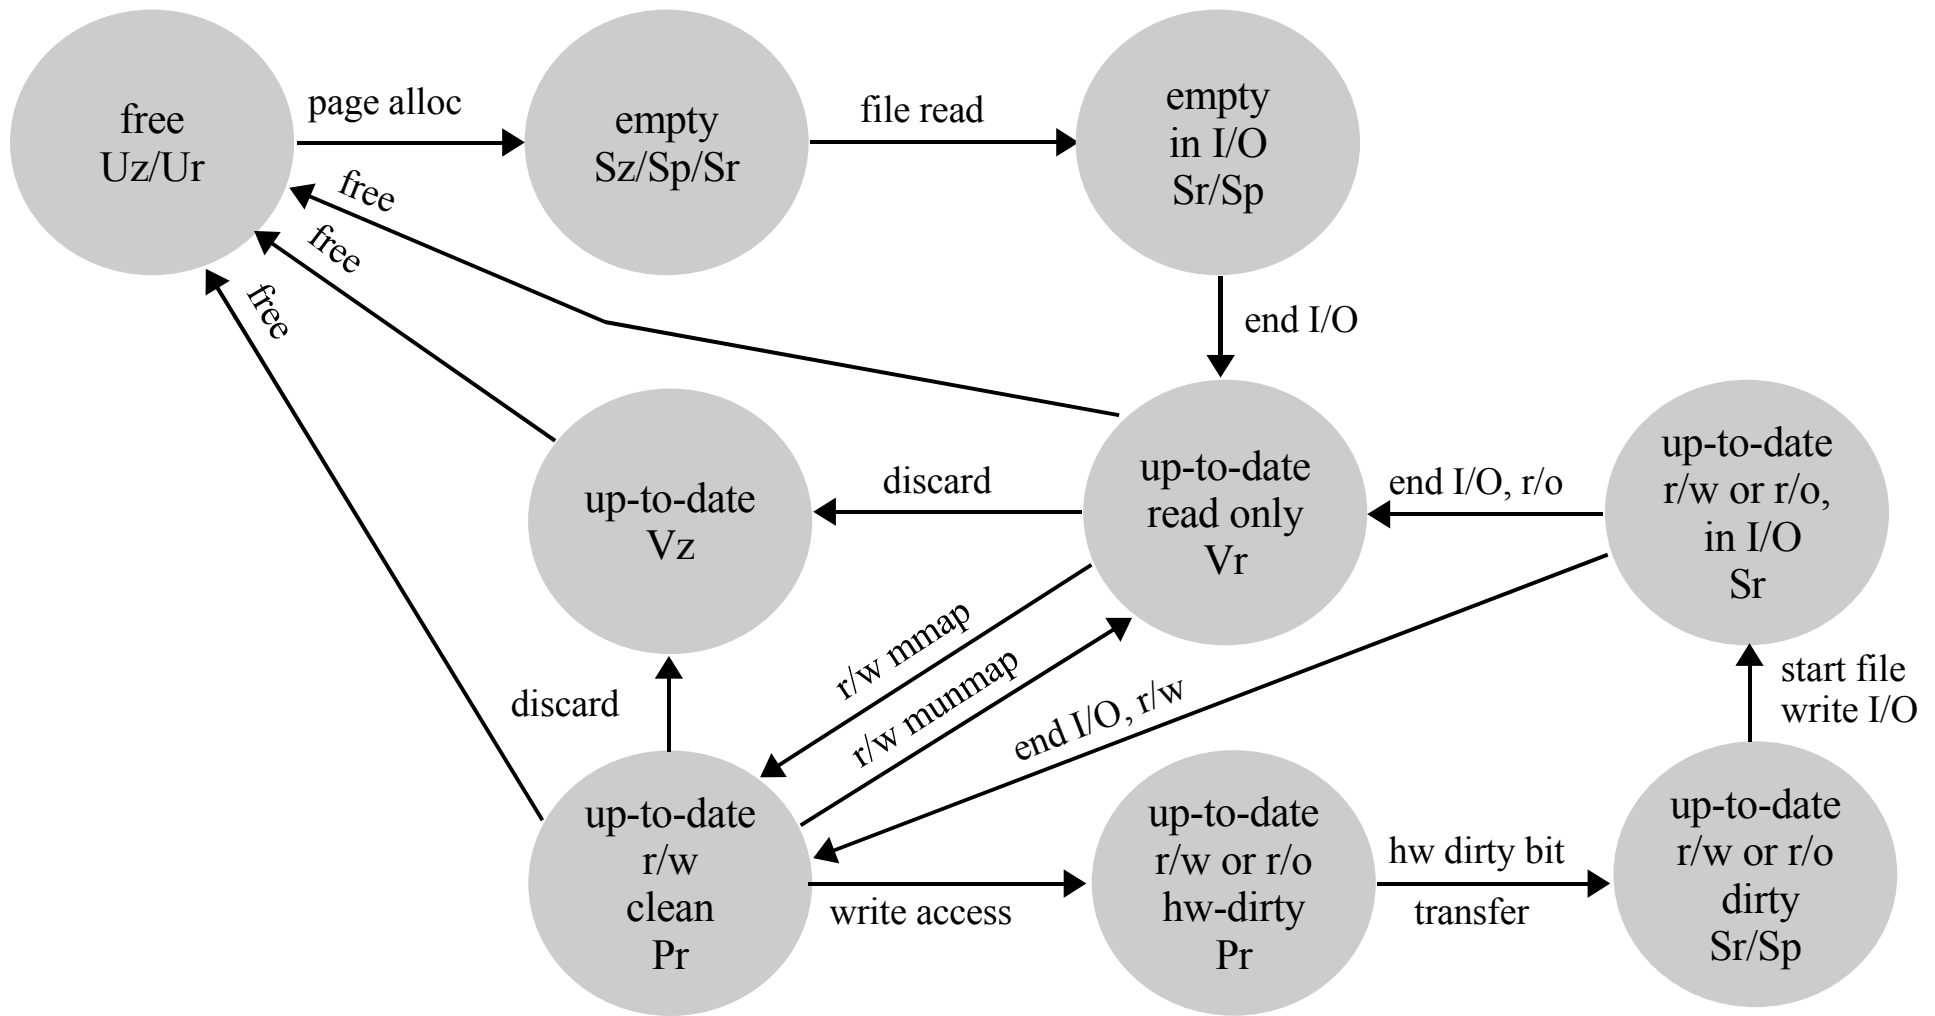 free
Uz/Ur
page alloc
empty
Sz/Sp/Sr
file read
empty
in I/O
Sr/Sp
free
free
free
end I/O
up-to-date
Vz
discard
up-to-date
read only
Vr
end I/O, r/o
up-to-date
r/w or r/o,
in I/O
Sr
discard
r/w mmap
r/w munmap
end I/O, r/w
start file
write I/O
up-to-date
r/w
clean
Pr
write access
up-to-date
r/w or r/o
hw-dirty
Pr
hw dirty bit
transfer
up-to-date
r/w or r/o
dirty
Sr/Sp